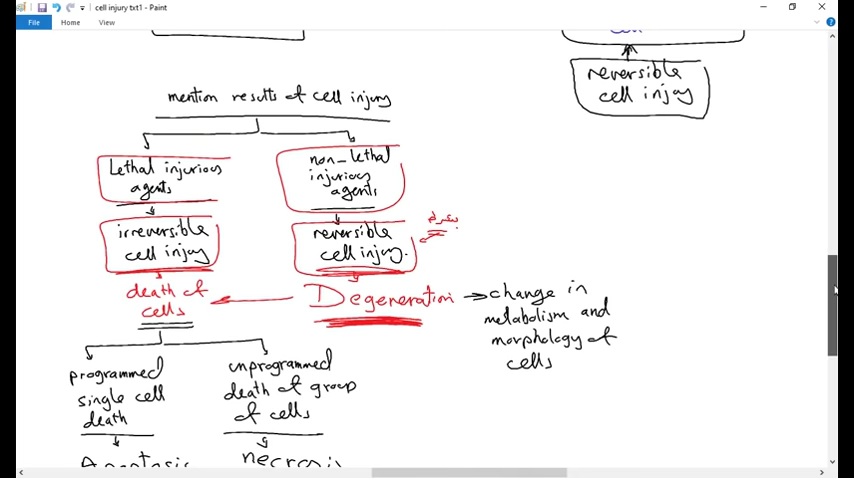 cell injury txt1 - Paint
File Home View
reversible
cell injury
mention results of cell injury
Lethal injurious
agents
non-lethal
injurious
agents
irreversible
cell injury
reversible
cell injury.
death of
cells
Degeneration
change in
metabolism and
morphology of
cells
programmed
single cell
death
unprogrammed
death of group
of cells
necrosis